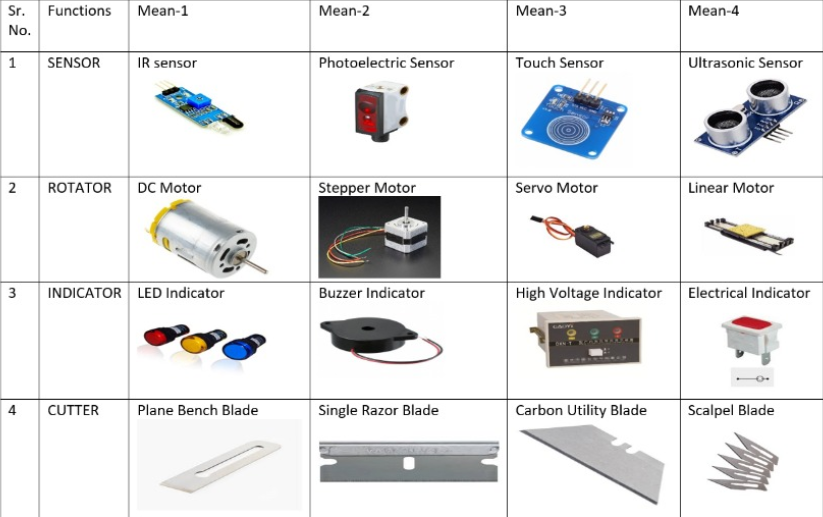 Sr. No. Functions Mean-1 Mean-2 Mean-3 Mean-4
1 SENSOR IR sensor Photoelectric Sensor Touch Sensor Ultrasonic Sensor
2 ROTATOR DC Motor Stepper Motor Servo Motor Linear Motor
3 INDICATOR LED Indicator Buzzer Indicator High Voltage Indicator Electrical Indicator
4 CUTTER Plane Bench Blade Single Razor Blade Carbon Utility Blade Scalpel Blade